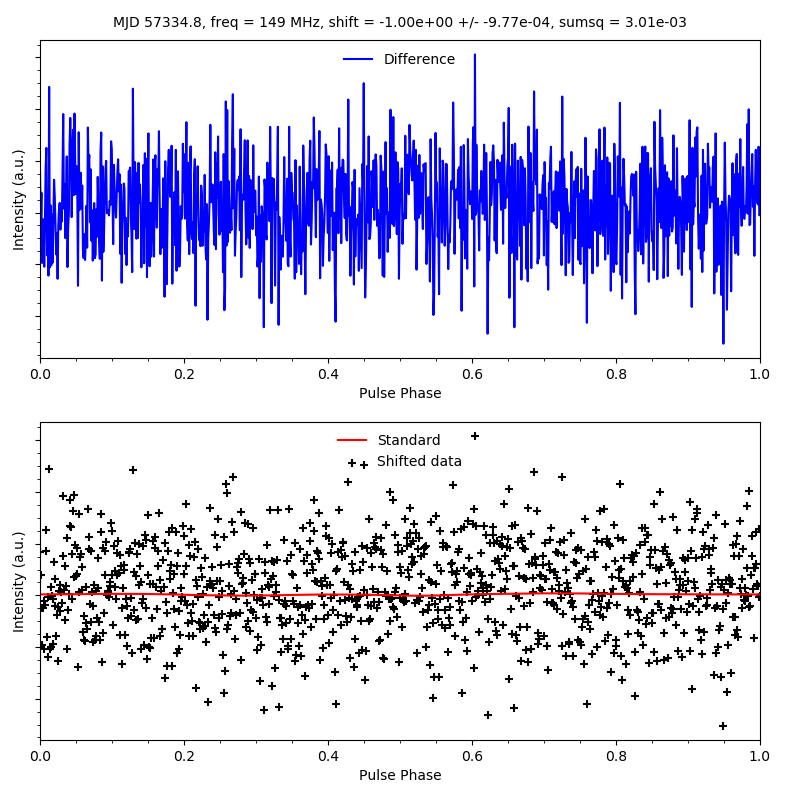 MJD 57334.8, freq = 149 MHz, shift = -1.00e+00 +/- -9.77e-04, sumsq = 3.01e-03
Difference
Intensity (a.u.)
0.0 0.2 0.4 0.6 0.8 1.0
Pulse Phase
Standard
Shifted data
Intensity (a.u.)
0.0 0.2 0.4 0.6 0.8 1.0
Pulse Phase